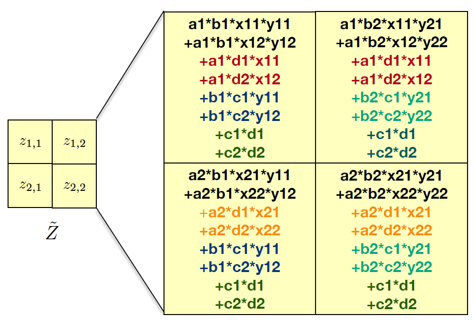 a1*b1*x11*y11
+a1*b1*x12*y12
+a1*d1*x11
+a1*d2*x12
+b1*c1*y11
+b1*c2*y12
+c1*d1
+c2*d2
a1*b2*x11*y21
+a1*b2*x12*y22
+a1*d1*x11
+a1*d1*x12
+b2*c1*y21
+b2*c2*y22
+c1*d1
+c2*d2
z1,1 z1,2
z2,1 z2,2
Z̃
a2*b1*x21*y11
+a2*b1*x22*y12
+a2*d1*x21
+a2*d2*x22
+b1*c1*y11
+b1*c2*y12
+c1*d1
+c2*d2
a2*b2*x21*y21
+a2*b2*x22*y22
+a2*d1*x21
+a2*d2*x22
+b2*c1*y21
+b2*c2*y22
+c1*d1
+c2*d2